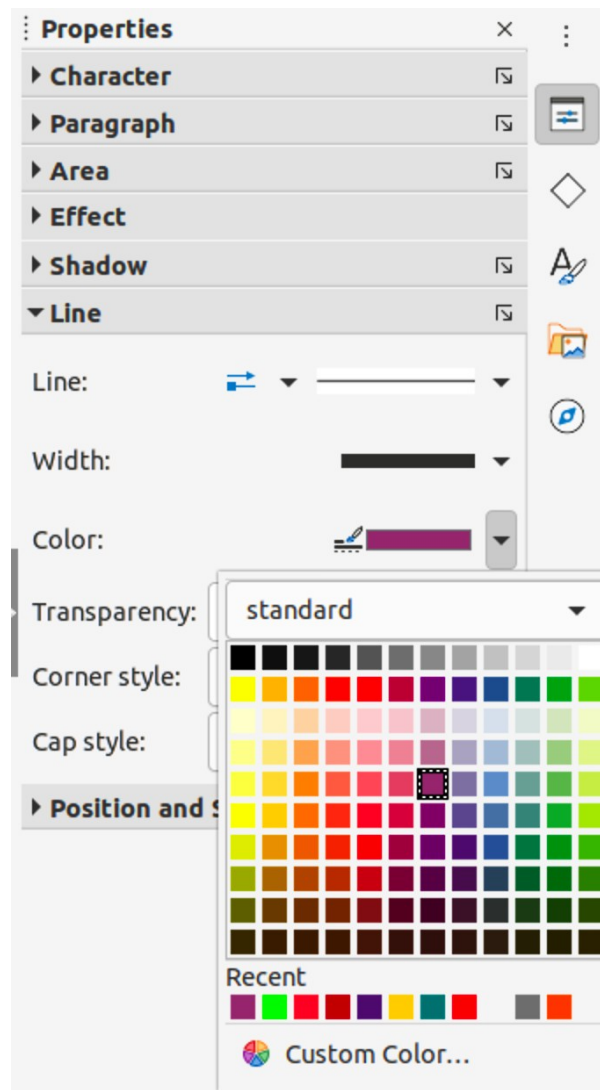 Properties
Character
Paragraph
Area
Effect
Shadow
Line
Line:
Width:
Color:
Transparency:
standard
Corner style:
Cap style:
Position and
Recent
Custom Color...